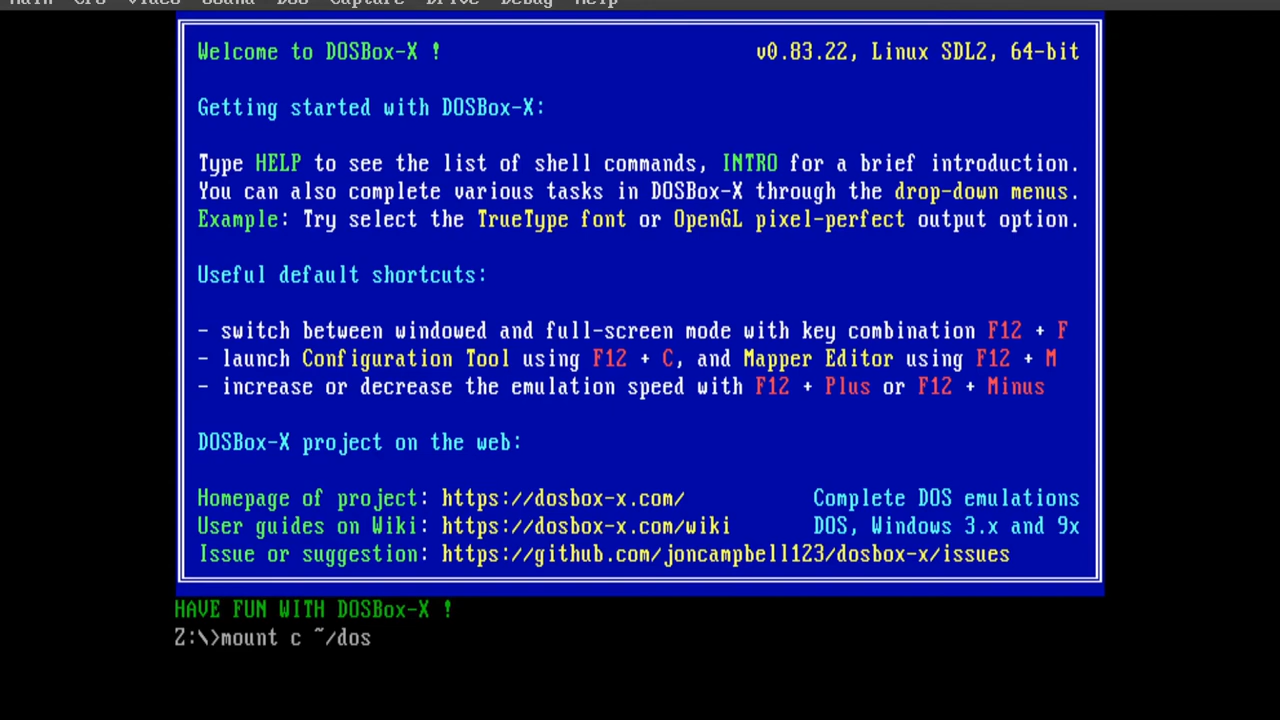 Main CPU Video Sound DOS Capture Drive Debug Help
Welcome to DOSBox-X ! v0.83.22, Linux SDL2, 64-bit
Getting started with DOSBox-X:
Type HELP to see the list of shell commands, INTRO for a brief introduction.
You can also complete various tasks in DOSBox-X through the drop-down menus.
Example: Try select the TrueType font or OpenGL pixel-perfect output option.
Useful default shortcuts:
- switch between windowed and full-screen mode with key combination F12 + F
- launch Configuration Tool using F12 + C, and Mapper Editor using F12 + M
- increase or decrease the emulation speed with F12 + Plus or F12 + Minus
DOSBox-X project on the web:
Homepage of project: https://dosbox-x.com/ Complete DOS emulations
User guides on Wiki: https://dosbox-x.com/wiki DOS, Windows 3.x and 9x
Issue or suggestion: https://github.com/joncampbell123/dosbox-x/issues
HAVE FUN WITH DOSBox-X !
Z:\>mount c ~/dos